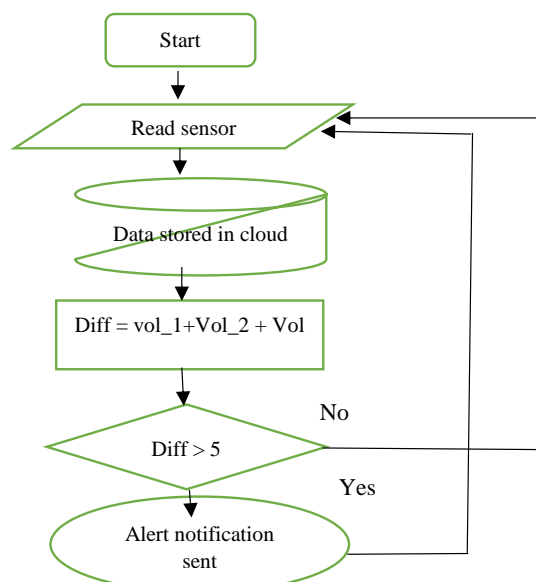 Start
Read sensor
Data stored in cloud
Diff = vol_1+Vol_2 + Vol
No
Diff > 5
Yes
Alert notification
sent